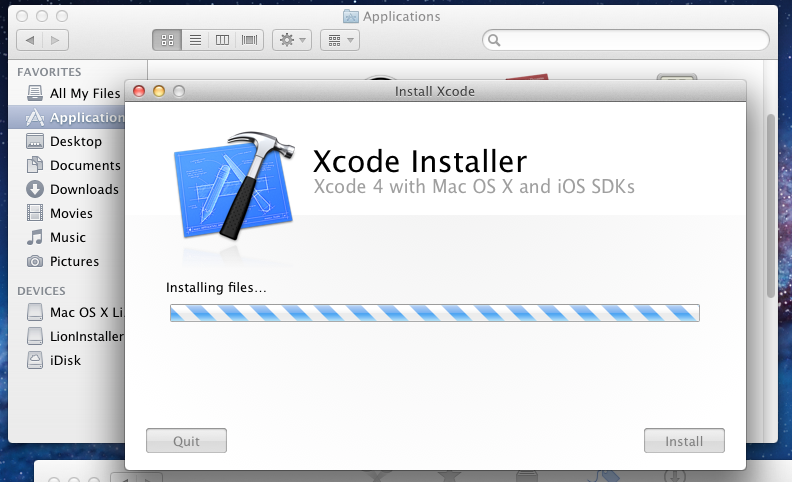 Applications
FAVORITES
All My Files
Application
Desktop
Documents
Downloads
Movies
Music
Pictures
DEVICES
Mac OS X Li
LionInstaller
iDisk
Install Xcode
Xcode Installer
Xcode 4 with Mac OS X and iOS SDKs
Installing files...
Quit
Install